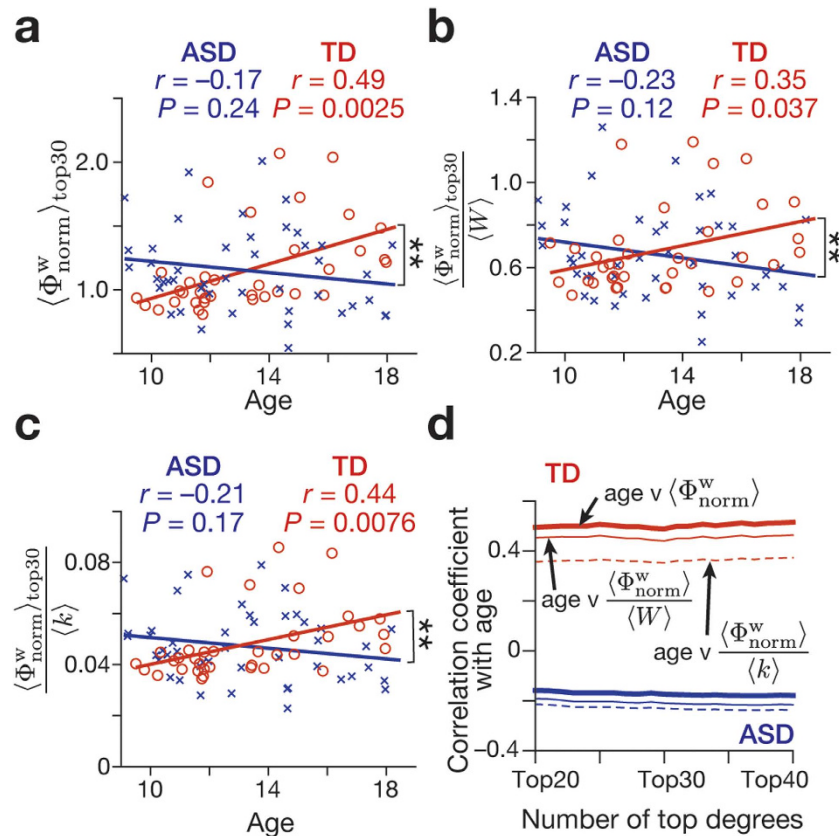 a
ASD TD
r = −0.17 r = 0.49
P = 0.24 P = 0.0025
⟨Φ^w_norm⟩_top30
2.0
1.0
**
10 14 18
Age
b
ASD TD
r = −0.23 r = 0.35
P = 0.12 P = 0.037
⟨Φ^w_norm⟩_top30
⟨W⟩
1.4
1.0
0.6
0.2
**
10 14 18
Age
c
ASD TD
r = −0.21 r = 0.44
P = 0.17 P = 0.0076
⟨Φ^w_norm⟩_top30
⟨k⟩
0.08
0.04
0
**
10 14 18
Age
d
TD
age v ⟨Φ^w_norm⟩
age v ⟨Φ^w_norm⟩
⟨W⟩
age v ⟨Φ^w_norm⟩
⟨k⟩
ASD
Correlation coefficient
with age
0.4
0
−0.4
Top20 Top30 Top40
Number of top degrees